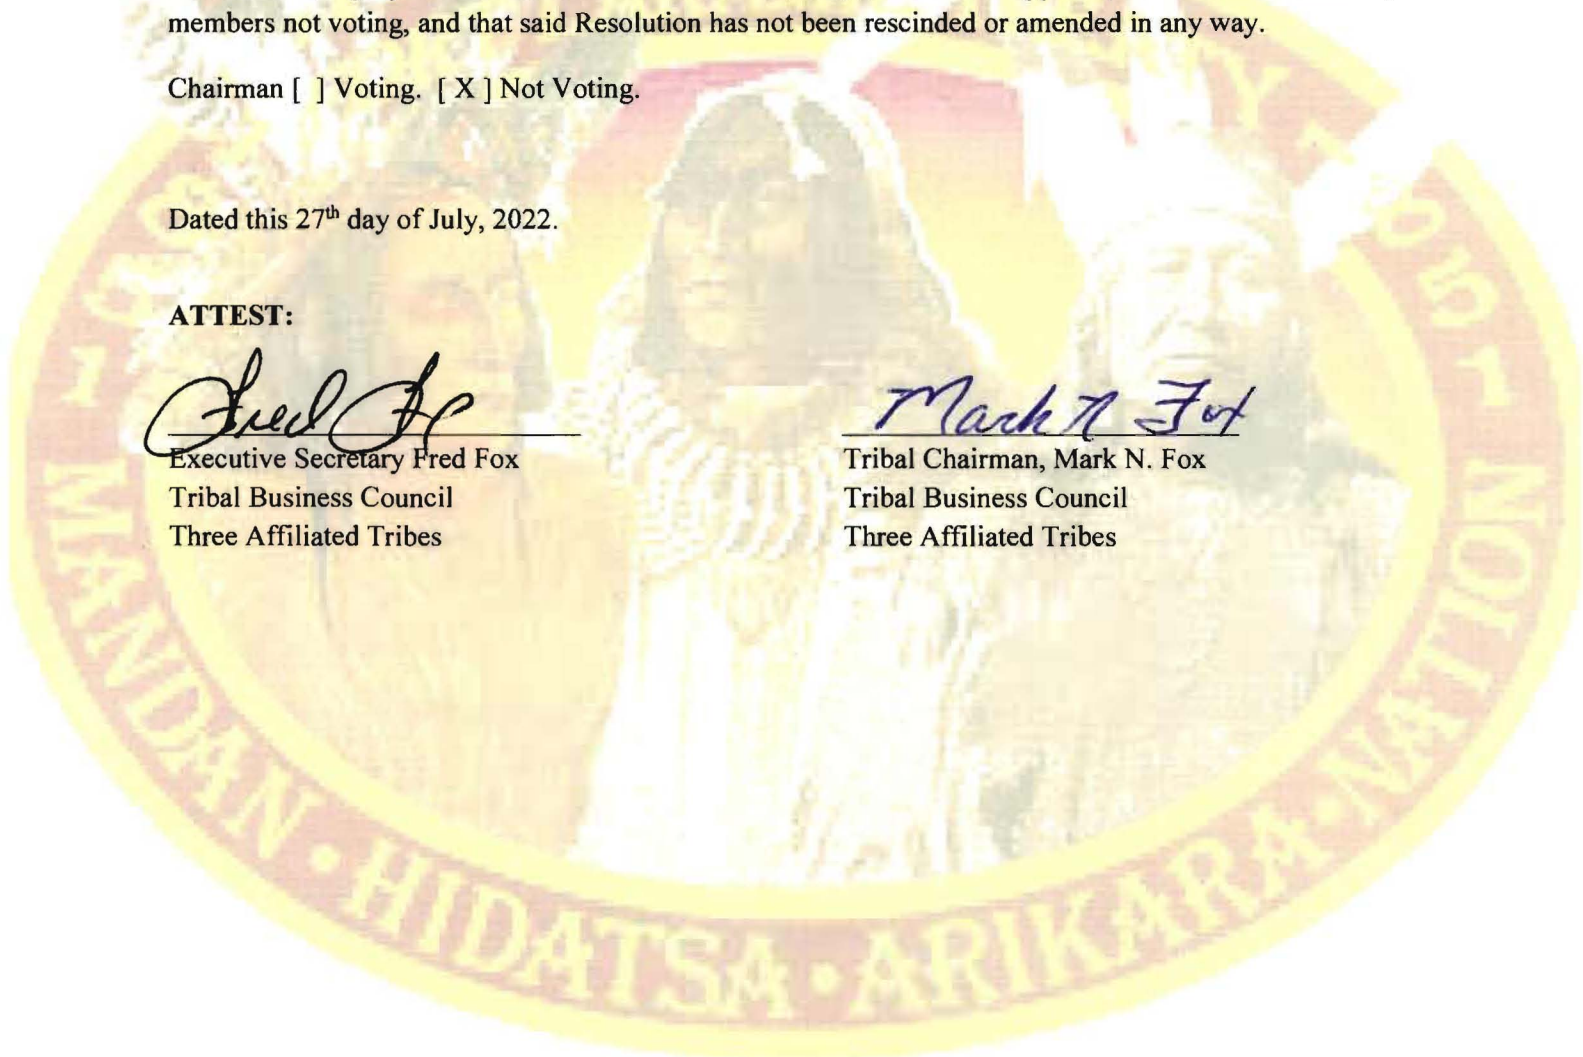 members not voting, and that said Resolution has not been rescinded or amended in any way.
Chairman [ ] Voting. [ X ] Not Voting.
Dated this 27th day of July, 2022.
ATTEST:
Fred Fox
Mark N Fox
Executive Secretary Fred Fox
Tribal Chairman, Mark N. Fox
Tribal Business Council
Tribal Business Council
Three Affiliated Tribes
Three Affiliated Tribes
MANDAN • HIDATSA • ARIKARA • NATION